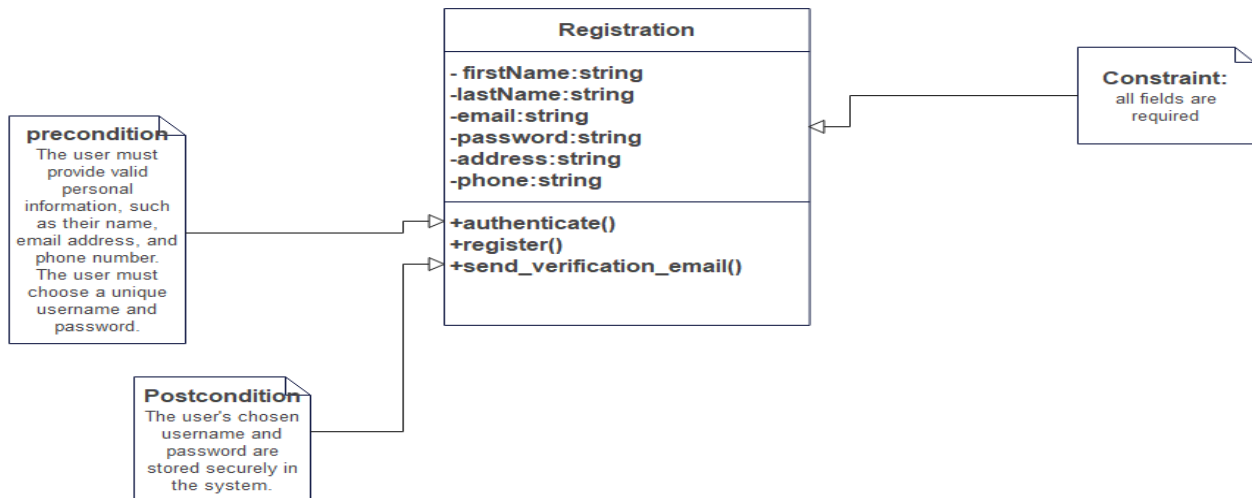 Registration
- firstName:string
-lastName:string
-email:string
-password:string
-address:string
-phone:string
+authenticate()
+register()
+send_verification_email()
Constraint:
all fields are
required
precondition
The user must
provide valid
personal
information, such
as their name,
email address, and
phone number.
The user must
choose a unique
username and
password.
Postcondition
The user's chosen
username and
password are
stored securely in
the system.